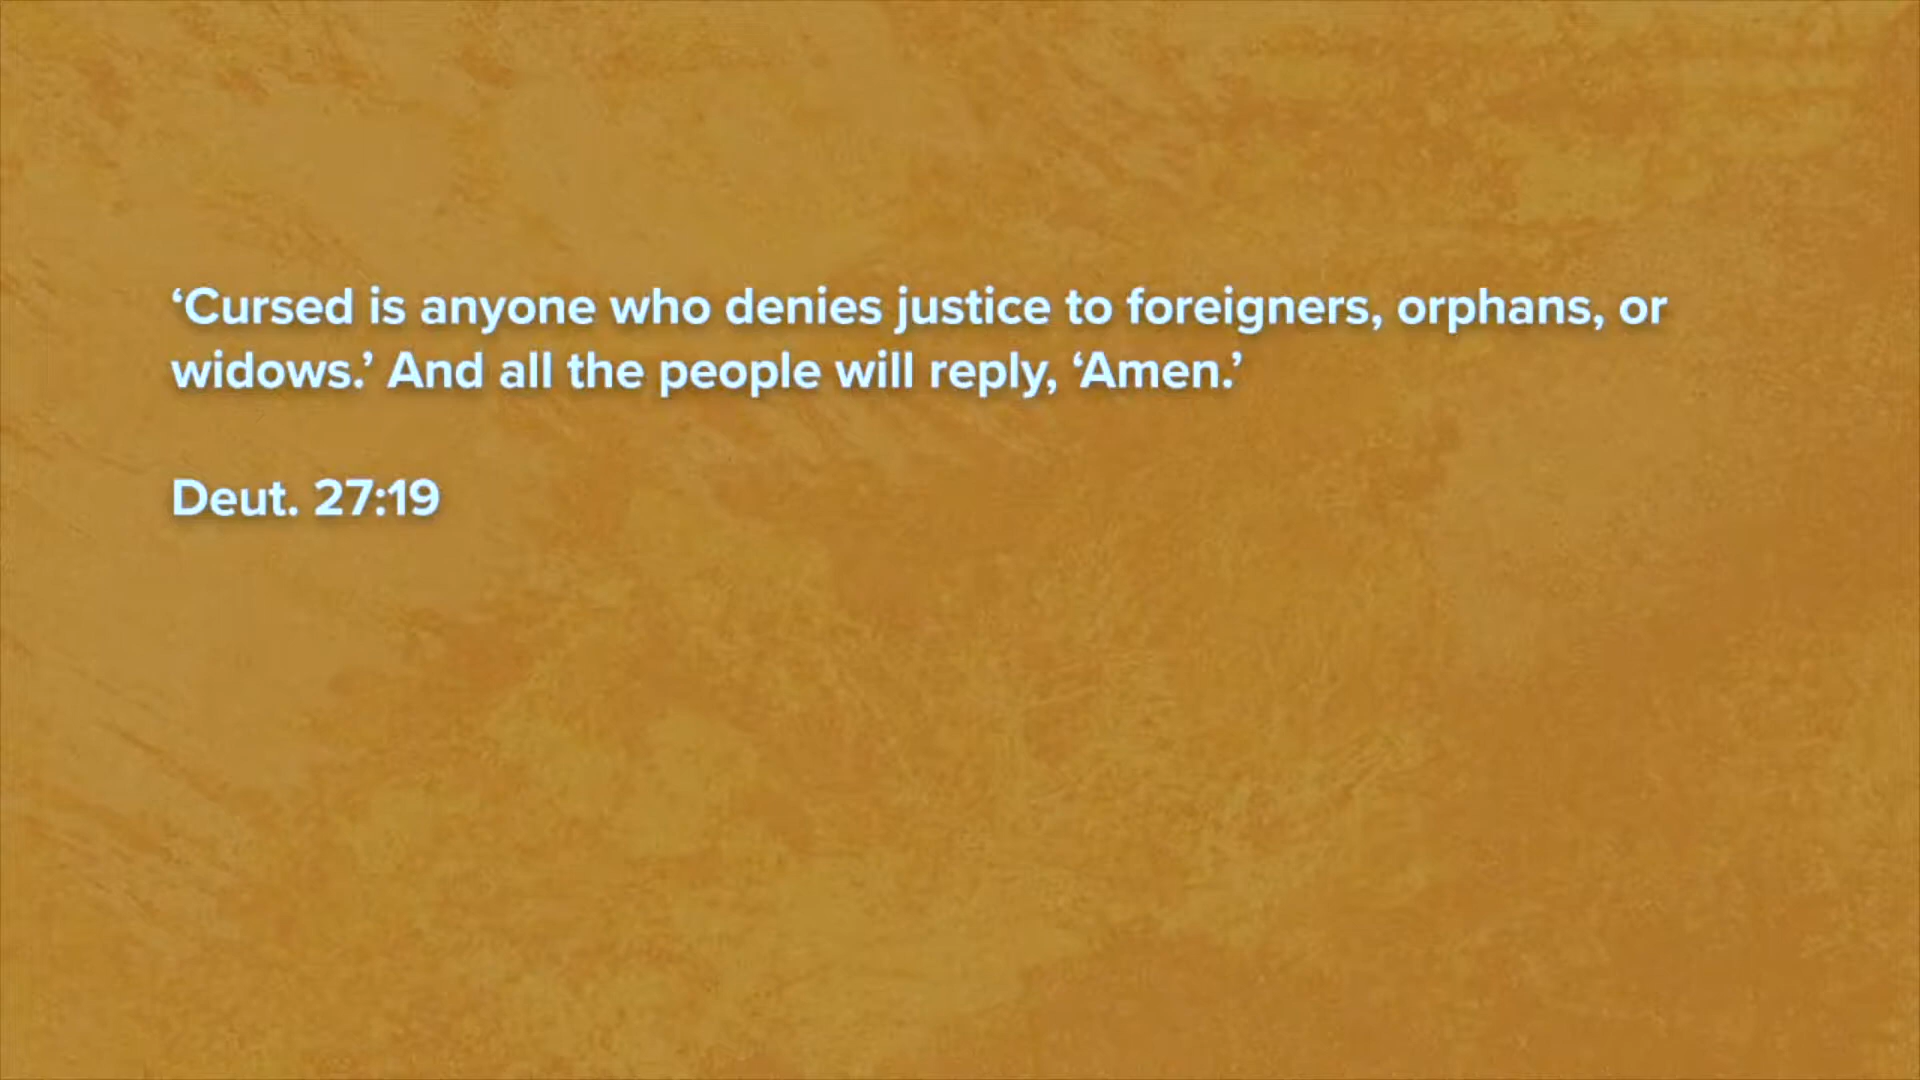 ‘Cursed is anyone who denies justice to foreigners, orphans, or
widows.’ And all the people will reply, ‘Amen.’
Deut. 27:19